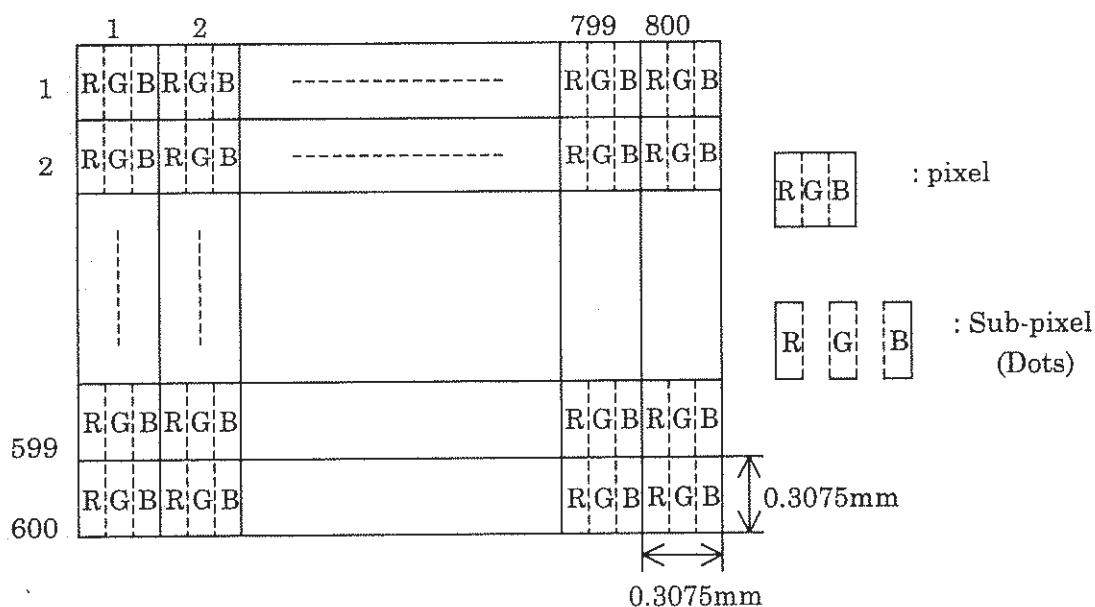 1 2 799 800
1 R G B R G B R G B R G B
2 R G B R G B R G B R G B
R G B : pixel
R G B : Sub-pixel
(Dots)
599 R G B R G B R G B R G B
600 R G B R G B R G B R G B
0.3075mm
0.3075mm